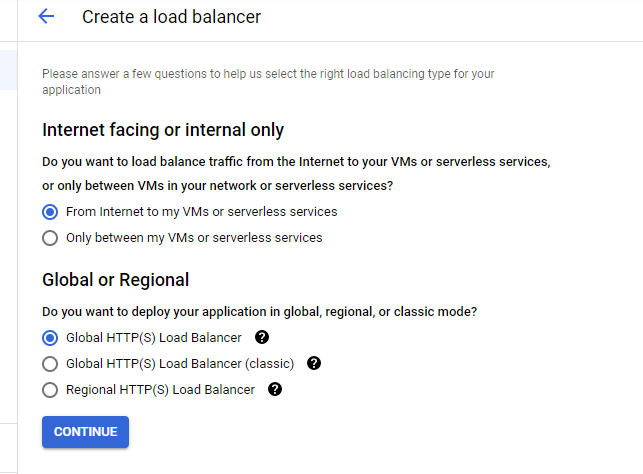 Create a load balancer
Please answer a few questions to help us select the right load balancing type for your
application
Internet facing or internal only
Do you want to load balance traffic from the Internet to your VMs or serverless services,
or only between VMs in your network or serverless services?
From Internet to my VMs or serverless services
Only between my VMs or serverless services
Global or Regional
Do you want to deploy your application in global, regional, or classic mode?
Global HTTP(S) Load Balancer ?
Global HTTP(S) Load Balancer (classic) ?
Regional HTTP(S) Load Balancer ?
CONTINUE